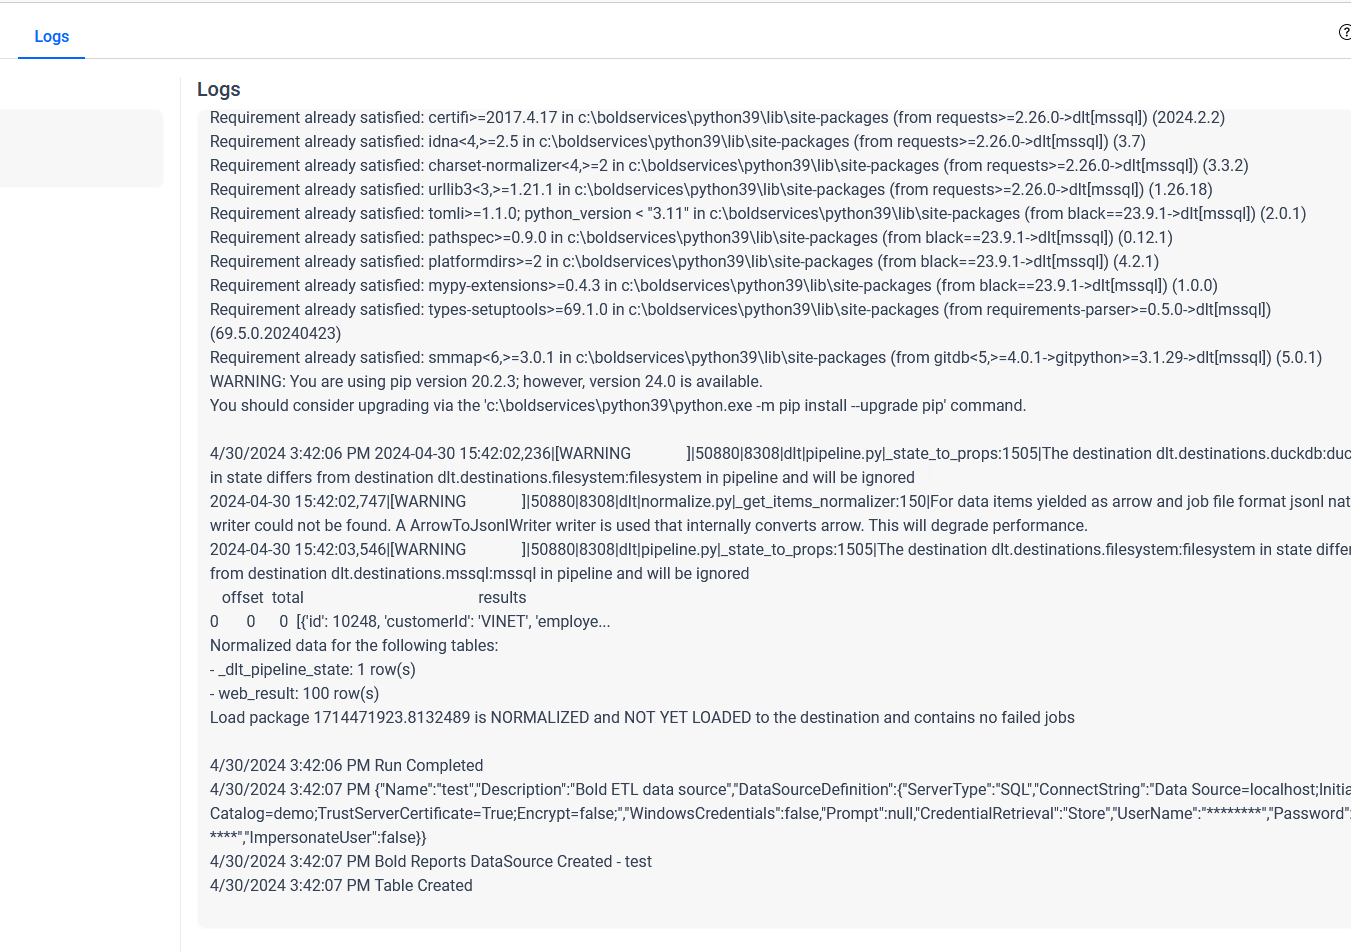 Logs
Logs
Requirement already satisfied: certifi>=2017.4.17 in c:\boldservices\python39\lib\site-packages (from requests>=2.26.0->dlt[mssql]) (2024.2.2)
Requirement already satisfied: idna<4,>=2.5 in c:\boldservices\python39\lib\site-packages (from requests>=2.26.0->dlt[mssql]) (3.7)
Requirement already satisfied: charset-normalizer<4,>=2 in c:\boldservices\python39\lib\site-packages (from requests>=2.26.0->dlt[mssql]) (3.3.2)
Requirement already satisfied: urllib3<3,>=1.21.1 in c:\boldservices\python39\lib\site-packages (from requests>=2.26.0->dlt[mssql]) (1.26.18)
Requirement already satisfied: tomli>=1.1.0; python_version < "3.11" in c:\boldservices\python39\lib\site-packages (from black==23.9.1->dlt[mssql]) (2.0.1)
Requirement already satisfied: pathspec>=0.9.0 in c:\boldservices\python39\lib\site-packages (from black==23.9.1->dlt[mssql]) (0.12.1)
Requirement already satisfied: platformdirs>=2 in c:\boldservices\python39\lib\site-packages (from black==23.9.1->dlt[mssql]) (4.2.1)
Requirement already satisfied: mypy-extensions>=0.4.3 in c:\boldservices\python39\lib\site-packages (from black==23.9.1->dlt[mssql]) (1.0.0)
Requirement already satisfied: types-setuptools>=69.1.0 in c:\boldservices\python39\lib\site-packages (from requirements-parser>=0.5.0->dlt[mssql])
(69.5.0.20240423)
Requirement already satisfied: smmap<6,>=3.0.1 in c:\boldservices\python39\lib\site-packages (from gitdb<5,>=4.0.1->gitpython>=3.1.29->dlt[mssql]) (5.0.1)
WARNING: You are using pip version 20.2.3; however, version 24.0 is available.
You should consider upgrading via the 'c:\boldservices\python39\python.exe -m pip install --upgrade pip' command.
4/30/2024 3:42:06 PM 2024-04-30 15:42:02,236|[WARNING ]|50880|8308|dlt|pipeline.py|_state_to_props:1505|The destination dlt.destinations.duckdb:duc
in state differs from destination dlt.destinations.filesystem:filesystem in pipeline and will be ignored
2024-04-30 15:42:02,747|[WARNING ]|50880|8308|dlt|normalize.py|_get_items_normalizer:150|For data items yielded as arrow and job file format jsonl nat
writer could not be found. A ArrowToJsonlWriter writer is used that internally converts arrow. This will degrade performance.
2024-04-30 15:42:03,546|[WARNING ]|50880|8308|dlt|pipeline.py|_state_to_props:1505|The destination dlt.destinations.filesystem:filesystem in state differ
from destination dlt.destinations.mssql:mssql in pipeline and will be ignored
offset total results
0 0 0 [{'id': 10248, 'customerId': 'VINET', 'employe...
Normalized data for the following tables:
- _dlt_pipeline_state: 1 row(s)
- web_result: 100 row(s)
Load package 1714471923.8132489 is NORMALIZED and NOT YET LOADED to the destination and contains no failed jobs
4/30/2024 3:42:06 PM Run Completed
4/30/2024 3:42:07 PM {"Name":"test","Description":"Bold ETL data source","DataSourceDefinition":{"ServerType":"SQL","ConnectString":"Data Source=localhost;Initia
Catalog=demo;TrustServerCertificate=True;Encrypt=false;","WindowsCredentials":false,"Prompt":null,"CredentialRetrieval":"Store","UserName":"********","Password":
****","ImpersonateUser":false}}
4/30/2024 3:42:07 PM Bold Reports DataSource Created - test
4/30/2024 3:42:07 PM Table Created